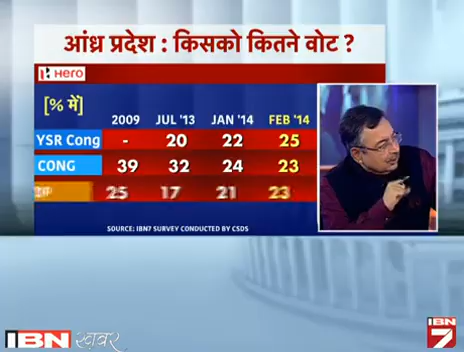 आंध्र प्रदेश : किसको कितने वोट ?
Hero
[% में]
2009 JUL '13 JAN '14 FEB '14
YSR Cong - 20 22 25
CONG 39 32 24 23
25 17 21 23
SOURCE: IBN7 SURVEY CONDUCTED BY CSDS
IBN ख़बर
IBN
7